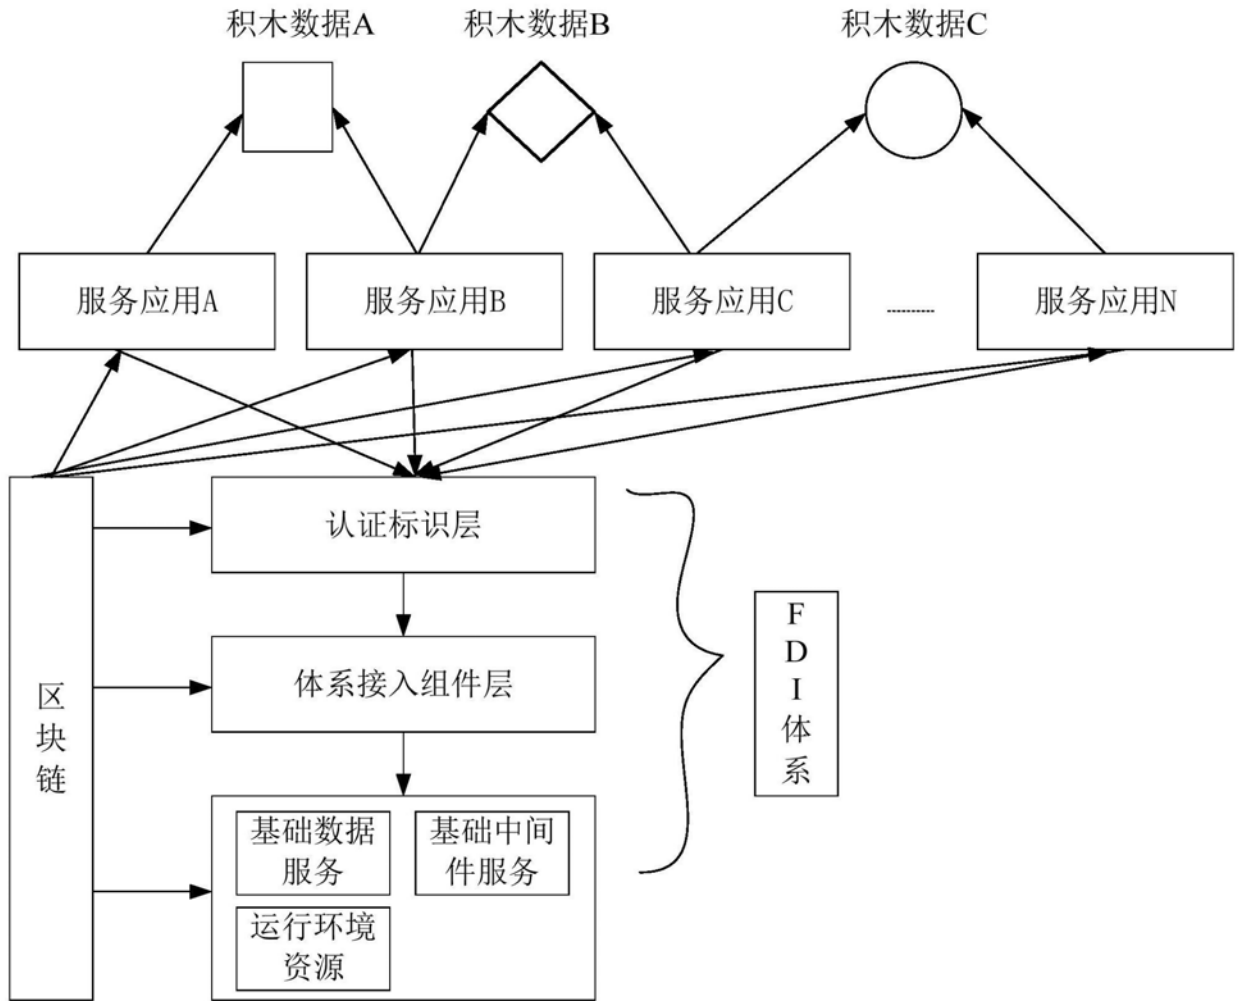 积木数据A
积木数据B
积木数据C
服务应用A
服务应用B
服务应用C
服务应用N
认证标识层
体系接入组件层
区
块
链
F
D
I
体
系
基础数据
服务
基础中间
件服务
运行环境
资源